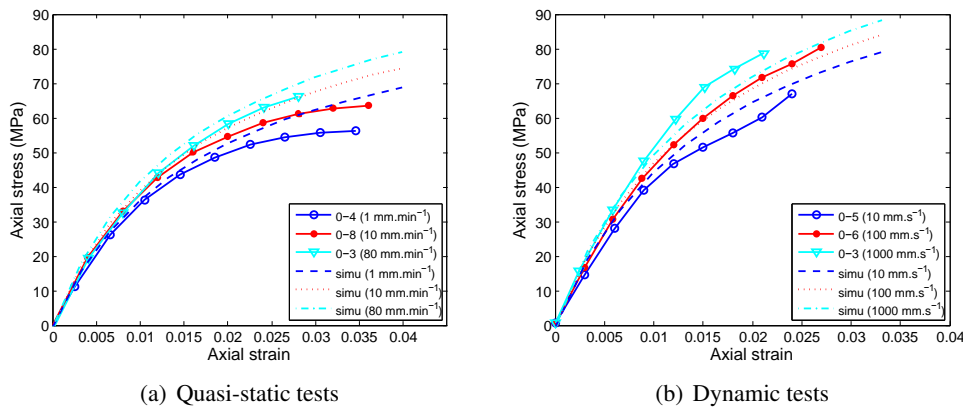 90
80
70
60
50
40
30
20
10
0
Axial stress (MPa)
0 0.005 0.01 0.015 0.02 0.025 0.03 0.035 0.04
Axial strain
0−4 (1 mm.min⁻¹)
0−8 (10 mm.min⁻¹)
0−3 (80 mm.min⁻¹)
simu (1 mm.min⁻¹)
simu (10 mm.min⁻¹)
simu (80 mm.min⁻¹)
(a) Quasi-static tests
90
80
70
60
50
40
30
20
10
0
Axial stress (MPa)
0 0.005 0.01 0.015 0.02 0.025 0.03 0.035 0.04
Axial strain
0−5 (10 mm.s⁻¹)
0−6 (100 mm.s⁻¹)
0−3 (1000 mm.s⁻¹)
simu (10 mm.s⁻¹)
simu (100 mm.s⁻¹)
simu (1000 mm.s⁻¹)
(b) Dynamic tests